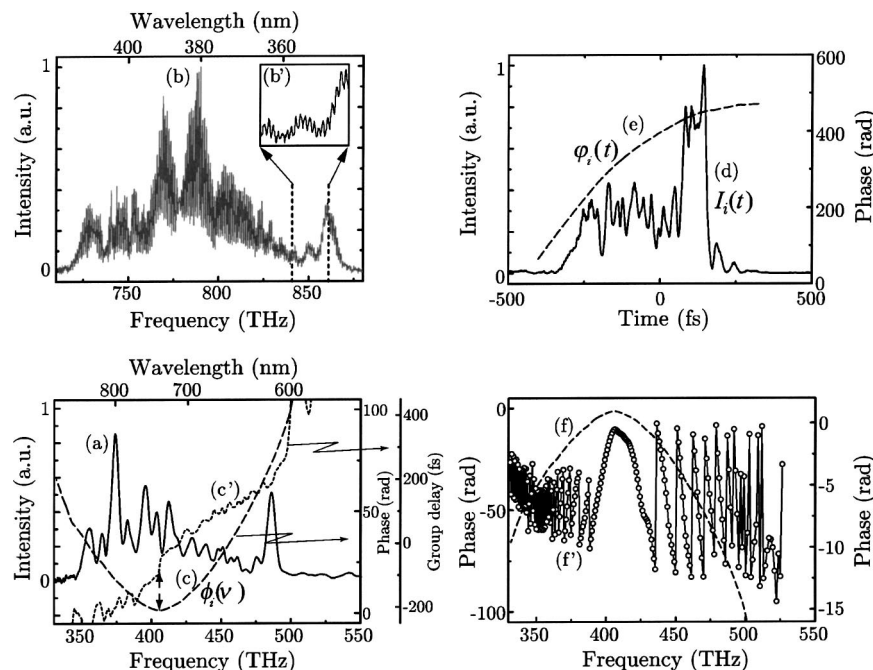 Wavelength (nm)
400 380 360
1
(b)
(b')
Intensity (a.u.)
0
750 800 850
Frequency (THz)
1
600
(e)
φi(t)
400
(d)
Ii(t)
Intensity (a.u.)
Phase (rad)
200
0
0
-500 0 500
Time (fs)
Wavelength (nm)
800 700 600
1
100
400
(a)
(c')
200
Intensity (a.u.)
50
Phase (rad)
Group delay (fs)
0
(c)
ϕi(ν)
0
0
-200
350 400 450 500 550
Frequency (THz)
0
0
(f)
-5
Phase (rad)
-50
Phase (rad)
(f')
-10
-100
-15
350 400 450 500 550
Frequency (THz)